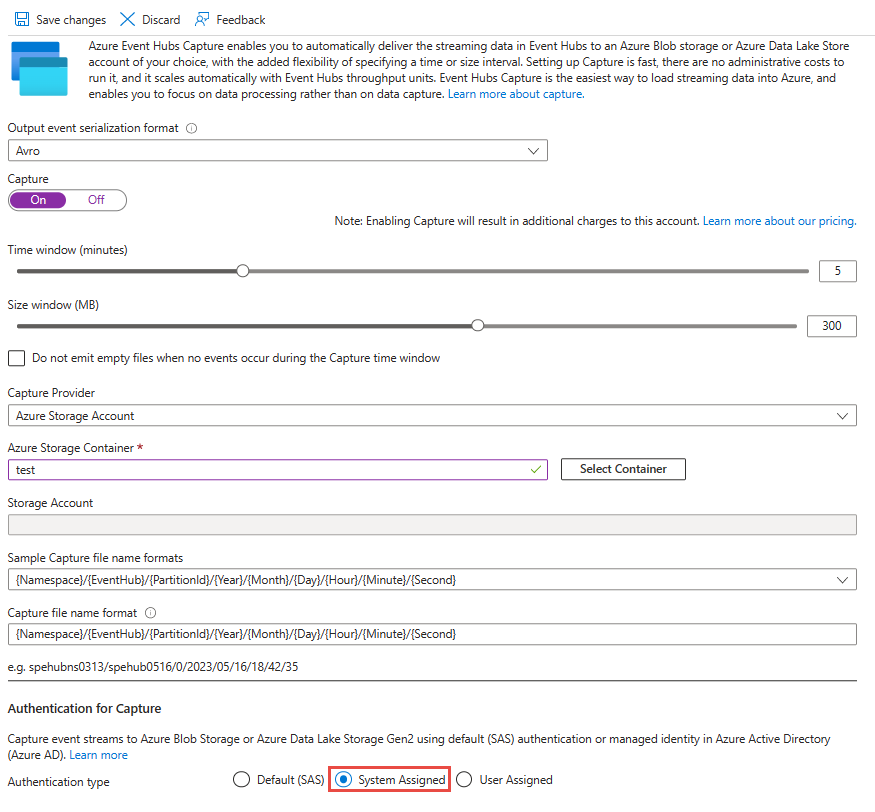 Save changes Discard Feedback
Azure Event Hubs Capture enables you to automatically deliver the streaming data in Event Hubs to an Azure Blob storage or Azure Data Lake Store
account of your choice, with the added flexibility of specifying a time or size interval. Setting up Capture is fast, there are no administrative costs to
run it, and it scales automatically with Event Hubs throughput units. Event Hubs Capture is the easiest way to load streaming data into Azure, and
enables you to focus on data processing rather than on data capture. Learn more about capture.
Output event serialization format
Avro
Capture
On Off
Note: Enabling Capture will result in additional charges to this account. Learn more about our pricing.
Time window (minutes)
5
Size window (MB)
300
Do not emit empty files when no events occur during the Capture time window
Capture Provider
Azure Storage Account
Azure Storage Container *
test Select Container
Storage Account
Sample Capture file name formats
{Namespace}/{EventHub}/{PartitionId}/{Year}/{Month}/{Day}/{Hour}/{Minute}/{Second}
Capture file name format
{Namespace}/{EventHub}/{PartitionId}/{Year}/{Month}/{Day}/{Hour}/{Minute}/{Second}
e.g. spehubns0313/spehub0516/0/2023/05/16/18/42/35
Authentication for Capture
Capture event streams to Azure Blob Storage or Azure Data Lake Storage Gen2 using default (SAS) authentication or managed identity in Azure Active Directory
(Azure AD). Learn more
Authentication type Default (SAS) System Assigned User Assigned